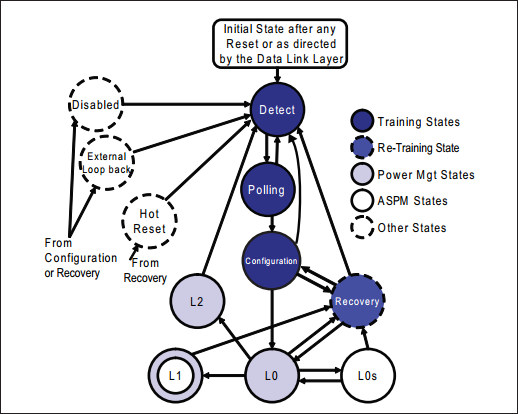 Initial State after any
Reset or as directed
by the Data Link Layer
Disabled
Detect
Training States
External
Loop back
Re-Training State
Power Mgt States
Polling
ASPM States
Hot
Reset
Other States
From
Configuration
or Recovery
From
Recovery
Configuration
L2
Recovery
L1
L0
L0s